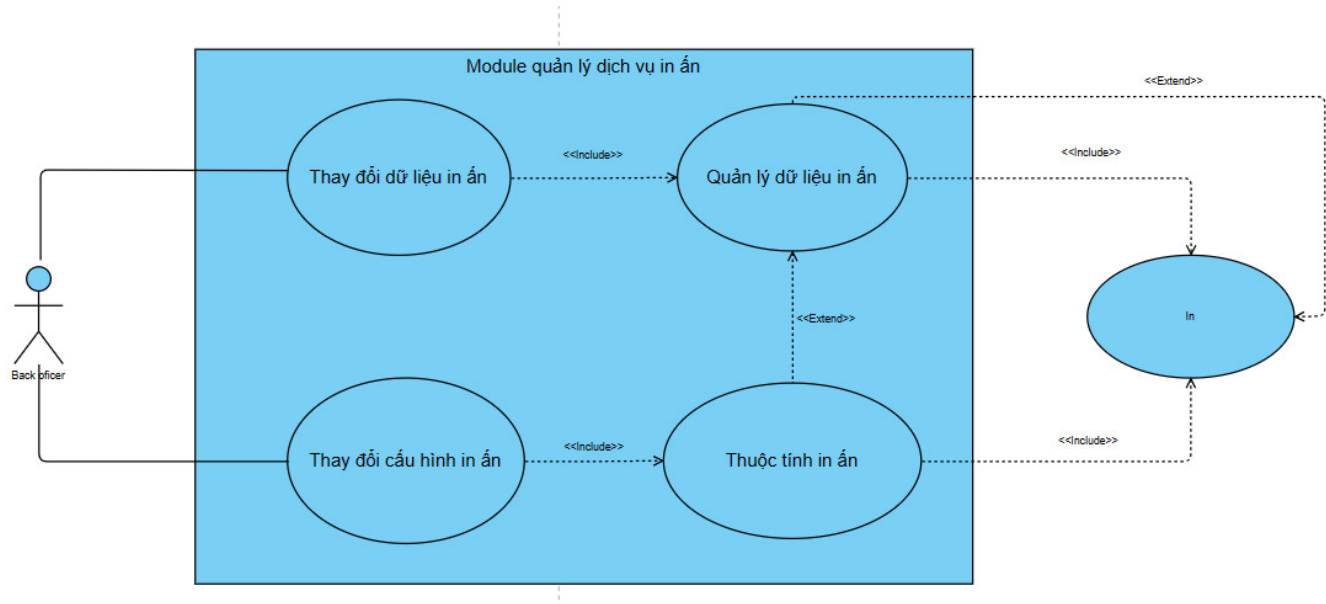 Module quản lý dịch vụ in ấn
<<Extend>>
Thay đổi dữ liệu in ấn
<<Include>>
Quản lý dữ liệu in ấn
<<Include>>
Back oficer
<<Extend>>
In
Thay đổi cấu hình in ấn
<<Include>>
Thuộc tính in ấn
<<Include>>